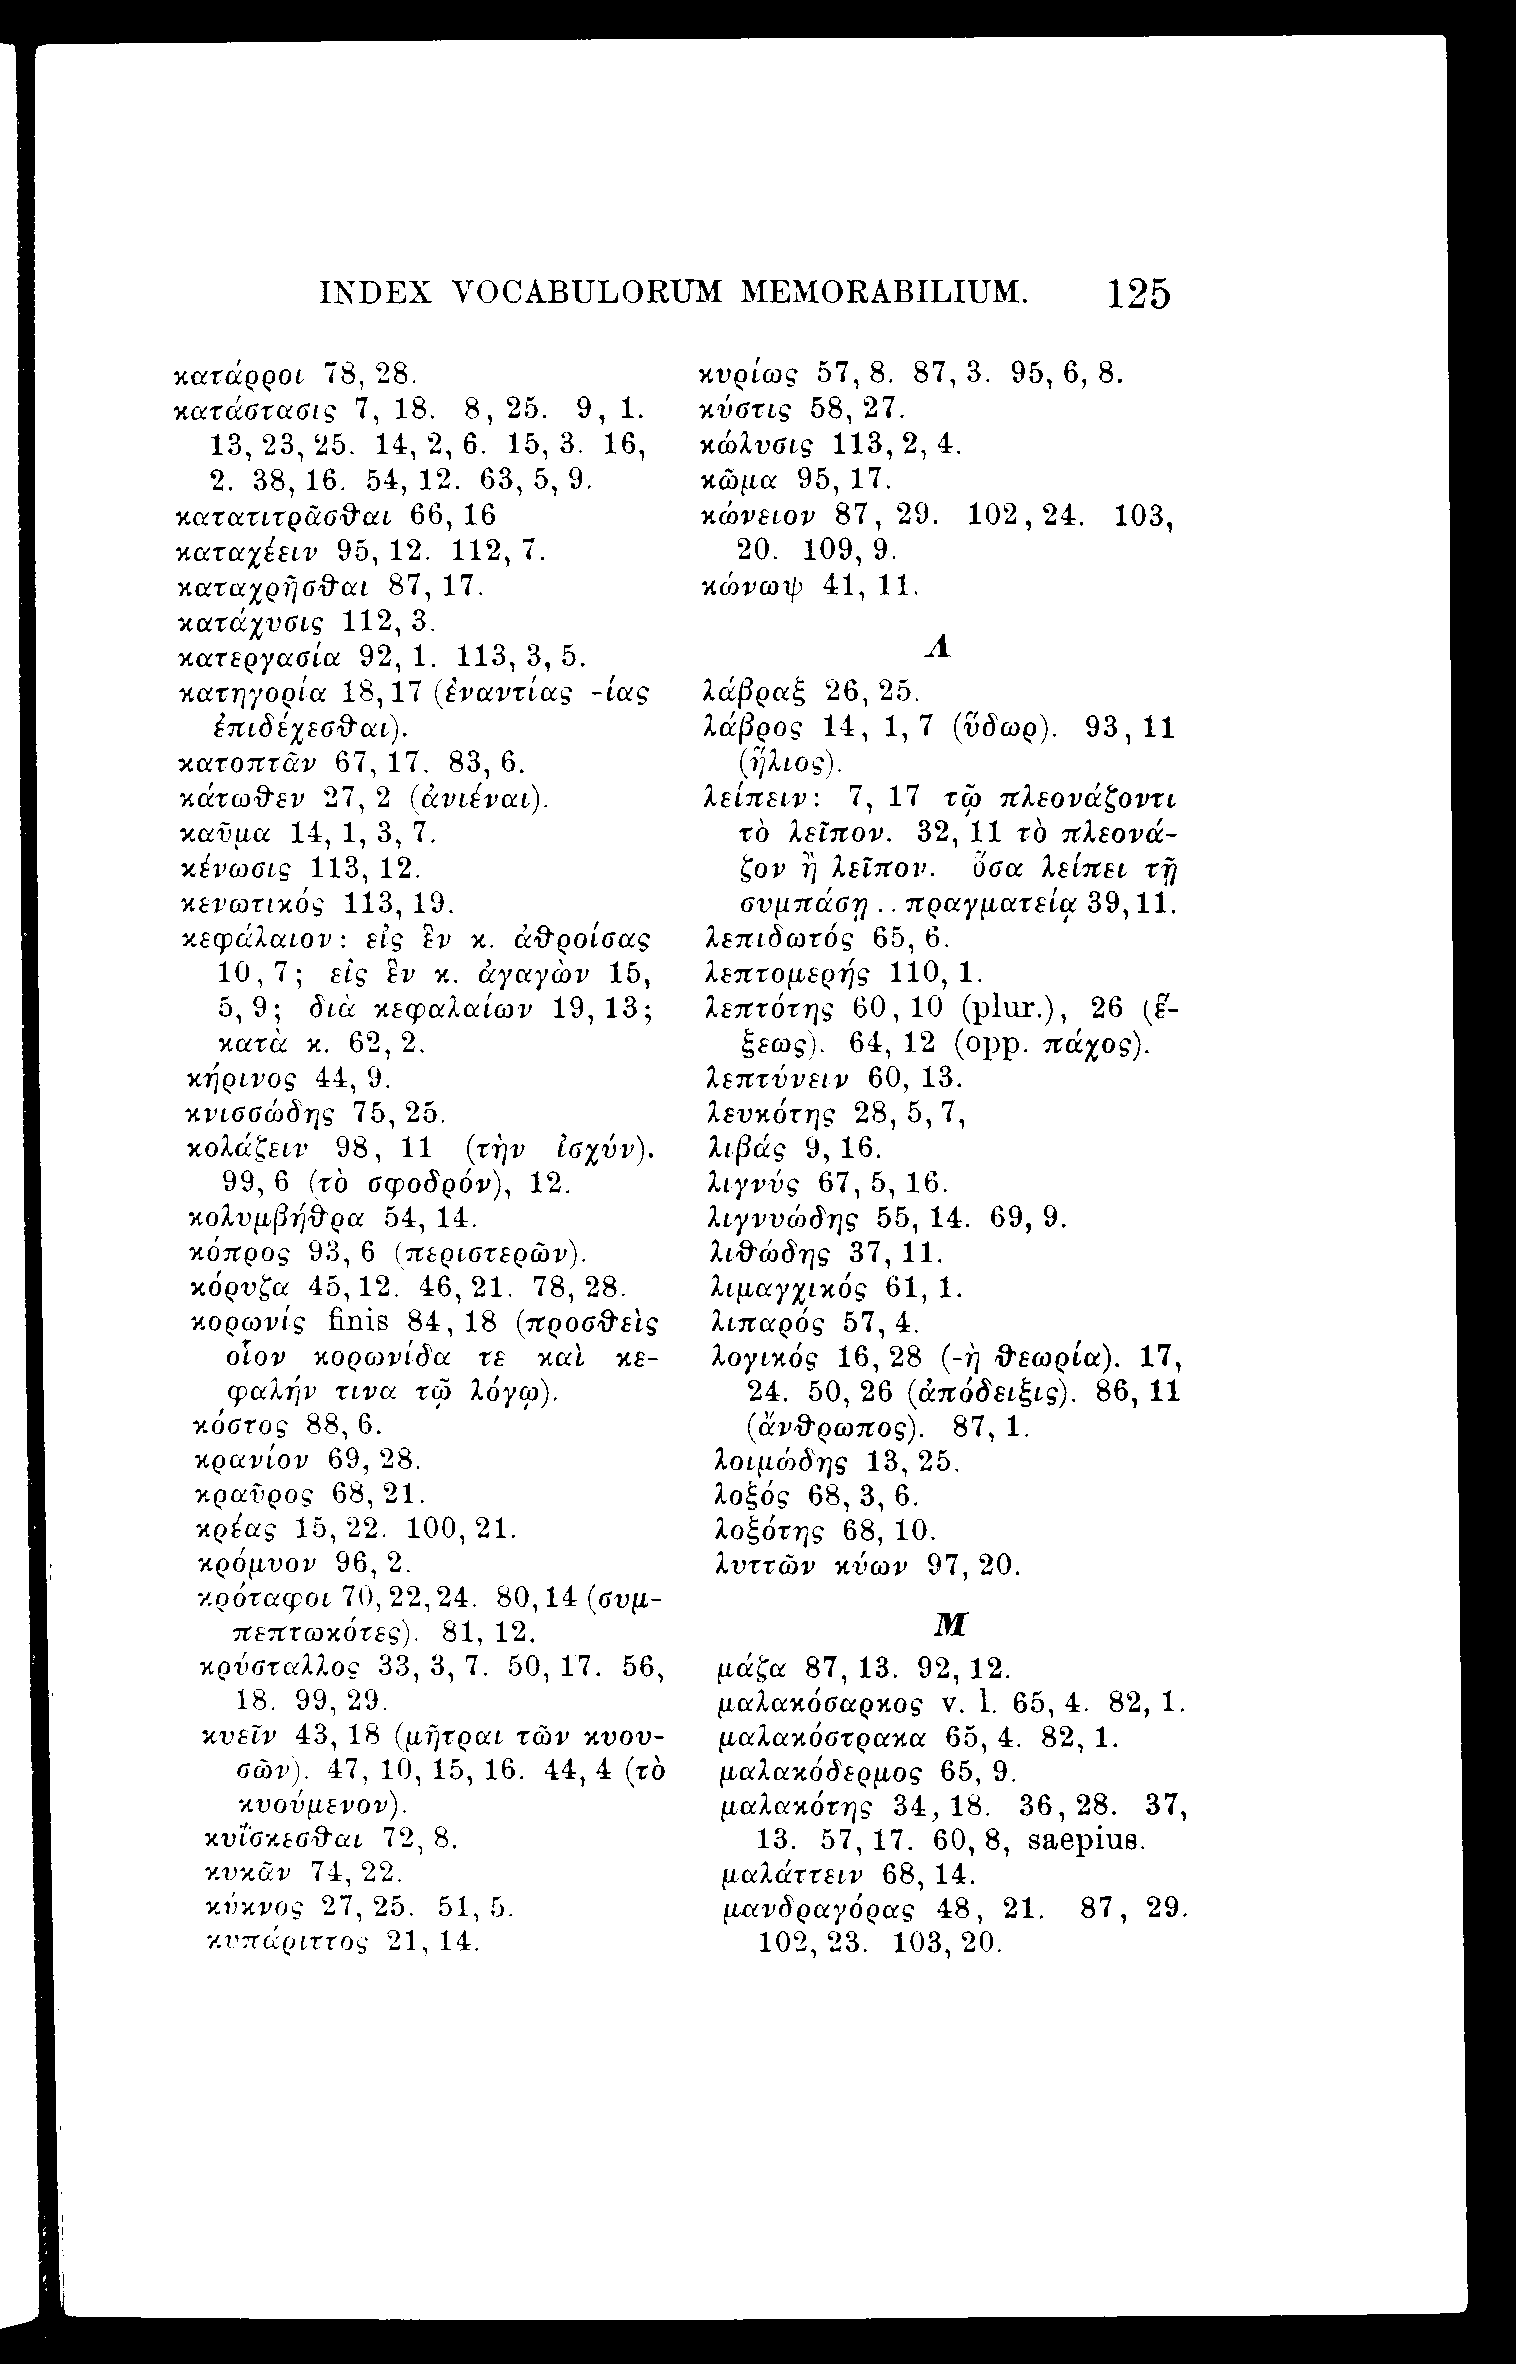 INDEX VOCABULORUM MEMORABILIUM. 125
κατάρροι 78, 28.
κατάστασις 7, 18. 8, 25. 9, 1.
13, 23, 25. 14, 2, 6. 15, 3. 16,
2. 38, 16. 54, 12. 63, 5, 9.
κατατιτρᾶσθαι 66, 16
καταχέειν 95, 12. 112, 7.
καταχρῆσθαι 87, 17.
κατάχυσις 112, 3.
κατεργασία 92, 1. 113, 3, 5.
κατηγορία 18, 17 (ἐναντίας -ίας
ἐπιδέχεσθαι).
κατοπτᾶν 67, 17. 83, 6.
κάτωθεν 27, 2 (ἀνιέναι).
καῦμα 14, 1, 3, 7.
κένωσις 113, 12.
κενωτικός 113, 19.
κεφάλαιον: εἰς ἓν κ. ἀθροίσας
10, 7; εἰς ἓν κ. ἀγαγὼν 15,
5, 9; διὰ κεφαλαίων 19, 13;
κατὰ κ. 62, 2.
κήρινος 44, 9.
κνισσώδης 75, 25.
κολάζειν 98, 11 (τὴν ἰσχύν).
99, 6 (τὸ σφοδρόν), 12.
κολυμβήθρα 54, 14.
κόπρος 93, 6 (περιστερῶν).
κόρυζα 45, 12. 46, 21. 78, 28.
κορωνίς finis 84, 18 (προσθεὶς
οἷον κορωνίδα τε καὶ κε-
φαλήν τινα τῷ λόγῳ).
κόστος 88, 6.
κρανίον 69, 28.
κραῦρος 68, 21.
κρέας 15, 22. 100, 21.
κρόμυον 96, 2.
κρόταφοι 70, 22, 24. 80, 14 (συμ-
πεπτωκότες). 81, 12.
κρύσταλλος 33, 3, 7. 50, 17. 56,
18. 99, 29.
κυεῖν 43, 18 (μῆτραι τῶν κυου-
σῶν). 47, 10, 15, 16. 44, 4 (τὸ
κυούμενον).
κυΐσκεσθαι 72, 8.
κυκᾶν 74, 22.
κύκνος 27, 25. 51, 5.
κυπάριττος 21, 14.
κυρίως 57, 8. 87, 3. 95, 6, 8.
κύστις 58, 27.
κώλυσις 113, 2, 4.
κῶμα 95, 17.
κώνειον 87, 29. 102, 24. 103,
20. 109, 9.
κώνωψ 41, 11.
Λ
λάβραξ 26, 25.
λάβρος 14, 1, 7 (ὕδωρ). 93, 11
(ἥλιος).
λείπειν: 7, 17 τῷ πλεονάζοντι
τὸ λεῖπον. 32, 11 τὸ πλεονά-
ζον ἢ λεῖπον. ὅσα λείπει τῇ
συμπάσῃ .. πραγματείᾳ 39, 11.
λεπιδωτός 65, 6.
λεπτομερής 110, 1.
λεπτότης 60, 10 (plur.), 26 (ἕ-
ξεως). 64, 12 (opp. πάχος).
λεπτύνειν 60, 13.
λευκότης 28, 5, 7,
λιβάς 9, 16.
λιγνύς 67, 5, 16.
λιγνυώδης 55, 14. 69, 9.
λιθώδης 37, 11.
λιμαγχικός 61, 1.
λιπαρός 57, 4.
λογικός 16, 28 (-ὴ θεωρία). 17,
24. 50, 26 (ἀπόδειξις). 86, 11
(ἄνθρωπος). 87, 1.
λοιμώδης 13, 25.
λοξός 68, 3, 6.
λοξότης 68, 10.
λυττῶν κύων 97, 20.
M
μάζα 87, 13. 92, 12.
μαλακόσαρκος v. l. 65, 4. 82, 1.
μαλακόστρακα 65, 4. 82, 1.
μαλακόδερμος 65, 9.
μαλακότης 34, 18. 36, 28. 37,
13. 57, 17. 60, 8, saepius.
μαλάττειν 68, 14.
μανδραγόρας 48, 21. 87, 29.
102, 23. 103, 20.